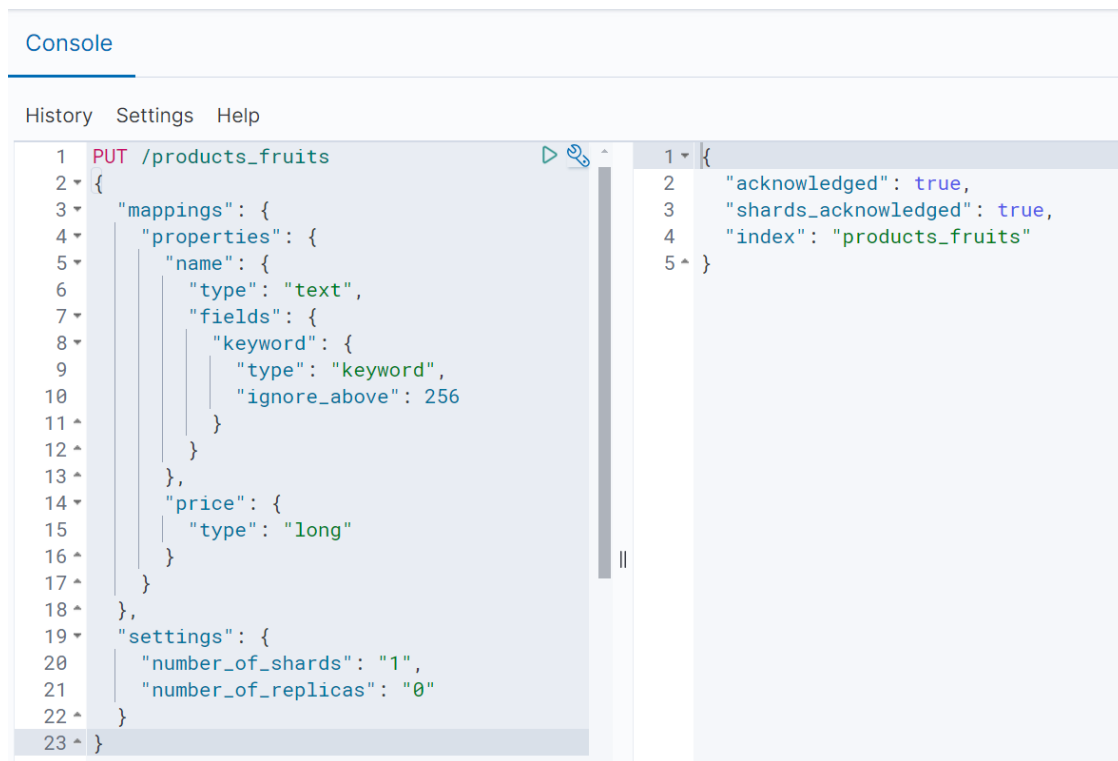 Console
History Settings Help
1 PUT /products_fruits
2 {
3 "mappings": {
4 "properties": {
5 "name": {
6 "type": "text",
7 "fields": {
8 "keyword": {
9 "type": "keyword",
10 "ignore_above": 256
11 }
12 }
13 },
14 "price": {
15 "type": "long"
16 }
17 }
18 },
19 "settings": {
20 "number_of_shards": "1",
21 "number_of_replicas": "0"
22 }
23 }
1 {
2 "acknowledged": true,
3 "shards_acknowledged": true,
4 "index": "products_fruits"
5 }